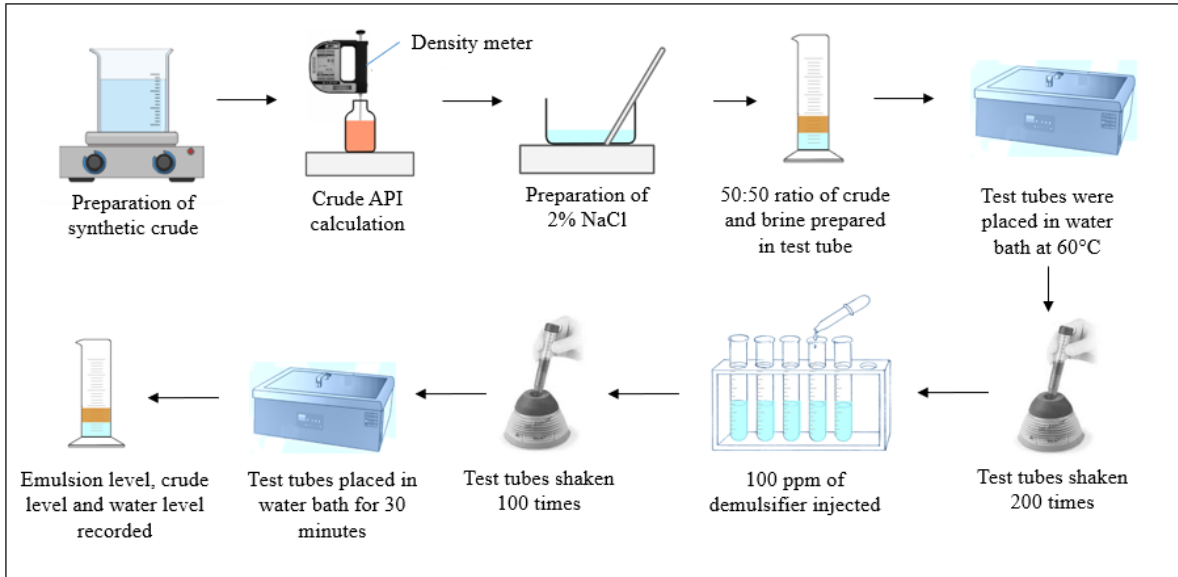 Density meter
Preparation of
synthetic crude
Crude API
calculation
Preparation of
2% NaCl
50:50 ratio of crude
and brine prepared
in test tube
Test tubes were
placed in water
bath at 60°C
Test tubes shaken
200 times
100 ppm of
demulsifier injected
Test tubes shaken
100 times
Test tubes placed in
water bath for 30
minutes
Emulsion level, crude
level and water level
recorded